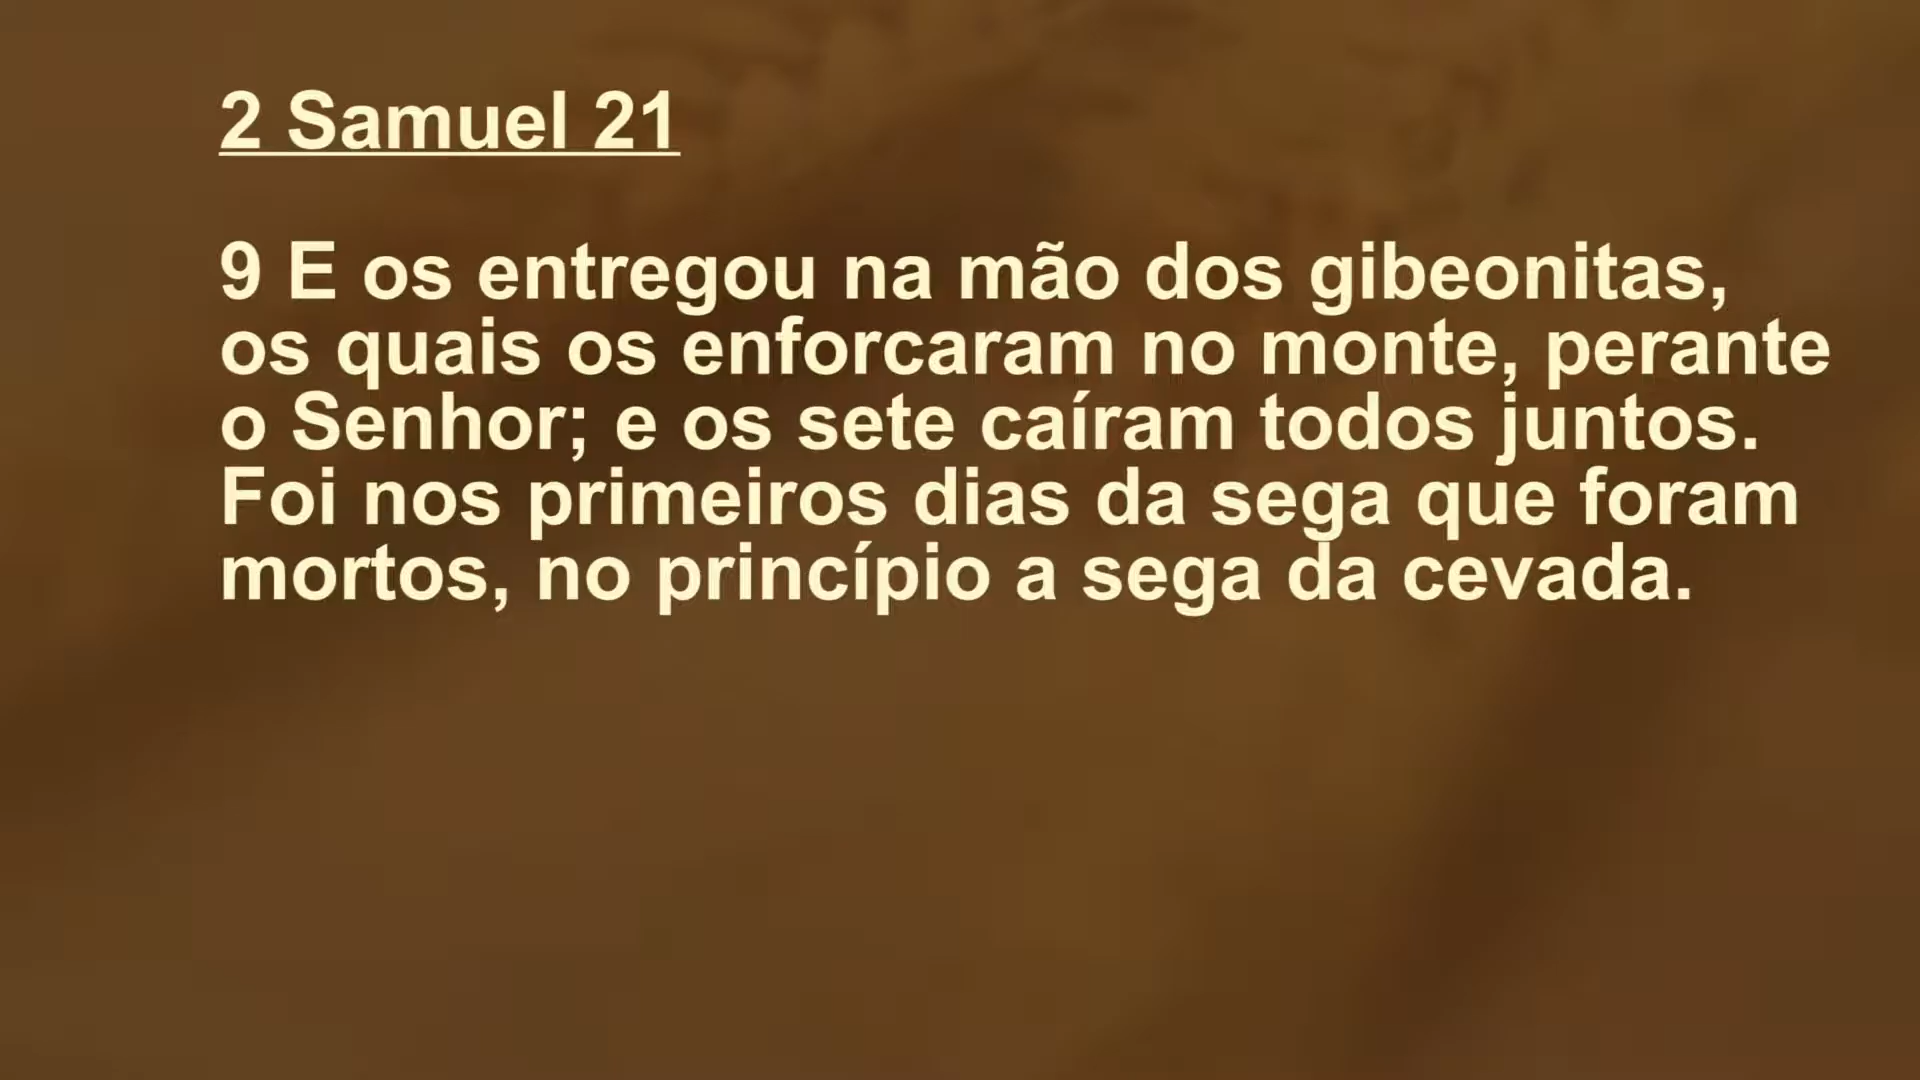 2 Samuel 21
9 E os entregou na mão dos gibeonitas,
os quais os enforcaram no monte, perante
o Senhor; e os sete caíram todos juntos.
Foi nos primeiros dias da sega que foram
mortos, no princípio a sega da cevada.